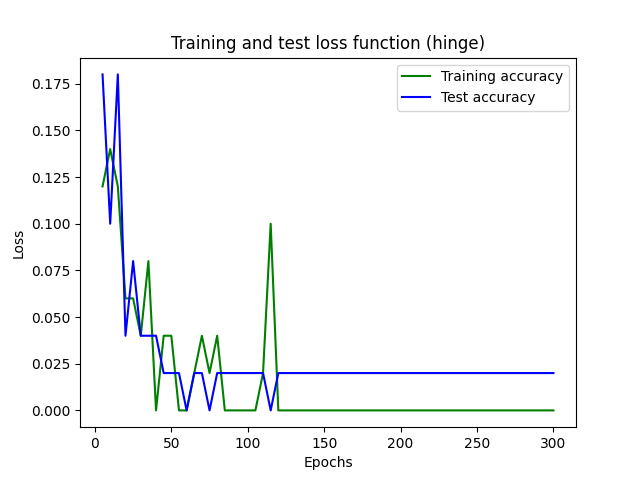 Training and test loss function (hinge)
Training accuracy
Test accuracy
0.175
0.150
0.125
0.100
0.075
0.050
0.025
0.000
Loss
0 50 100 150 200 250 300
Epochs